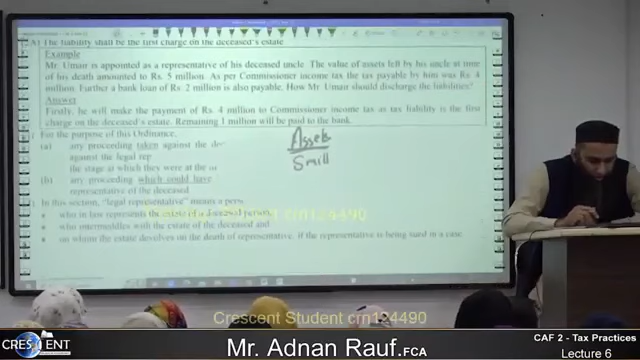 7A) The liability shall be the first charge on the deceased's estate
Example
Mr. Umair is appointed as a representative of his deceased uncle. The value of assets left by his uncle at time
of his death amounted to Rs. 5 million. As per Commissioner income tax the tax payable by him was Rs. 4
million. Further a bank loan of Rs. 2 million is also payable. How Mr. Umair should discharge the liabilities?
Answer
Firstly, he will make the payment of Rs. 4 million to Commissioner income tax as tax liability is the first
charge on the deceased's estate. Remaining 1 million will be paid to the bank.
For the purpose of this Ordinance,
(a) any proceeding taken against the dec
against the legal rep
the stage at which they were at the
(b) any proceeding which could have
representative of the deceased
Assets
5 mill
In this section, "legal representative" means a pers
who in law represents the estate of a deceased person
who intermeddles with the estate of the deceased and
on whom the estate devolves on the death of representative, if the representative is being sued in a case
crn124490
Crescent Student crn124490
CRESCENT
Mr. Adnan Rauf.FCA
CAF 2 - Tax Practices
Lecture 6